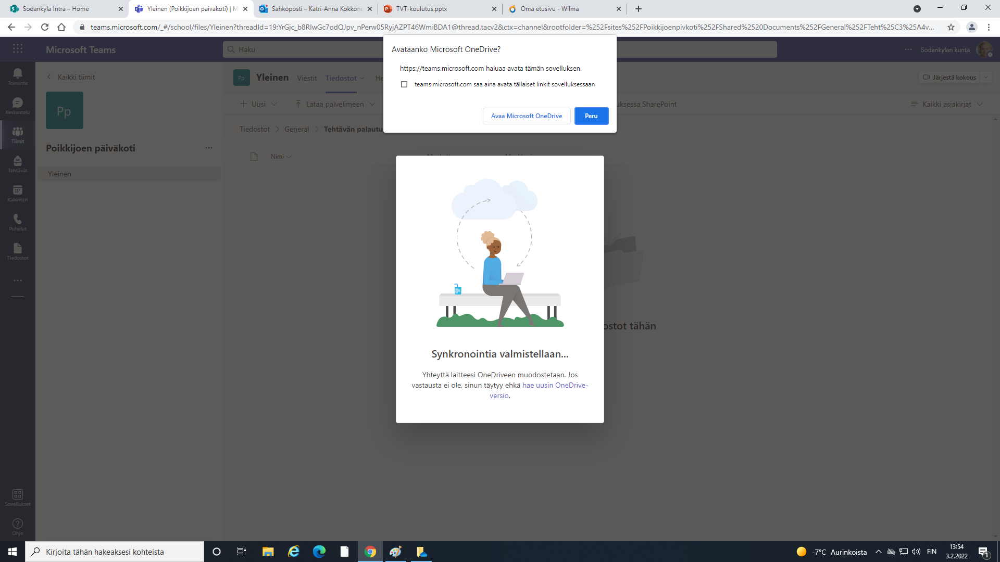 Sodankylä Intra – Home
Yleinen (Poikkijoen päiväkoti) | M
Sähköposti – Katri-Anna Kokkone
TVT-koulutus.pptx
Oma etusivu - Wilma
teams.microsoft.com/_#/school/files/Yleinen?threadId=19:YrGjc_b8RlwGc7odQJpv_nPerw05RyjAZPT46WmiBDA1@thread.tacv2&ctx=channel&rootfolder=%252Fsites%252FPoikkijoenpivkoti%252FShared%2520Documents%252FGeneral%252FTeht%25C3%25A4v...
Microsoft Teams
Haku
Sodankylän kunta
Avataanko Microsoft OneDrive?
https://teams.microsoft.com haluaa avata tämän sovelluksen.
teams.microsoft.com saa aina avata tällaiset linkit sovelluksessaan
Avaa Microsoft OneDrive
Peru
Toiminta
Keskustelu
Tiimit
Tehtävät
Kalenteri
Puhelut
Tiedostot
Sovellukset
Ohje
Kaikki tiimit
Pp
Poikkijoen päiväkoti
Yleinen
Pp
Yleinen
Viestit
Tiedostot
He
Järjestä kokous
Uusi
Lataa palvelimeen
uksessa SharePoint
Kaikki asiakirjat
Tiedostot > General > Tehtävän palautu
Nimi
ostot tähän
Synkronointia valmistellaan...
Yhteyttä laitteesi OneDriveen muodostetaan. Jos
vastausta ei ole, sinun täytyy ehkä hae uusin OneDrive-
versio.
Kirjoita tähän hakeaksesi kohteista
-7°C Aurinkoista
FIN
13:54
3.2.2022
1